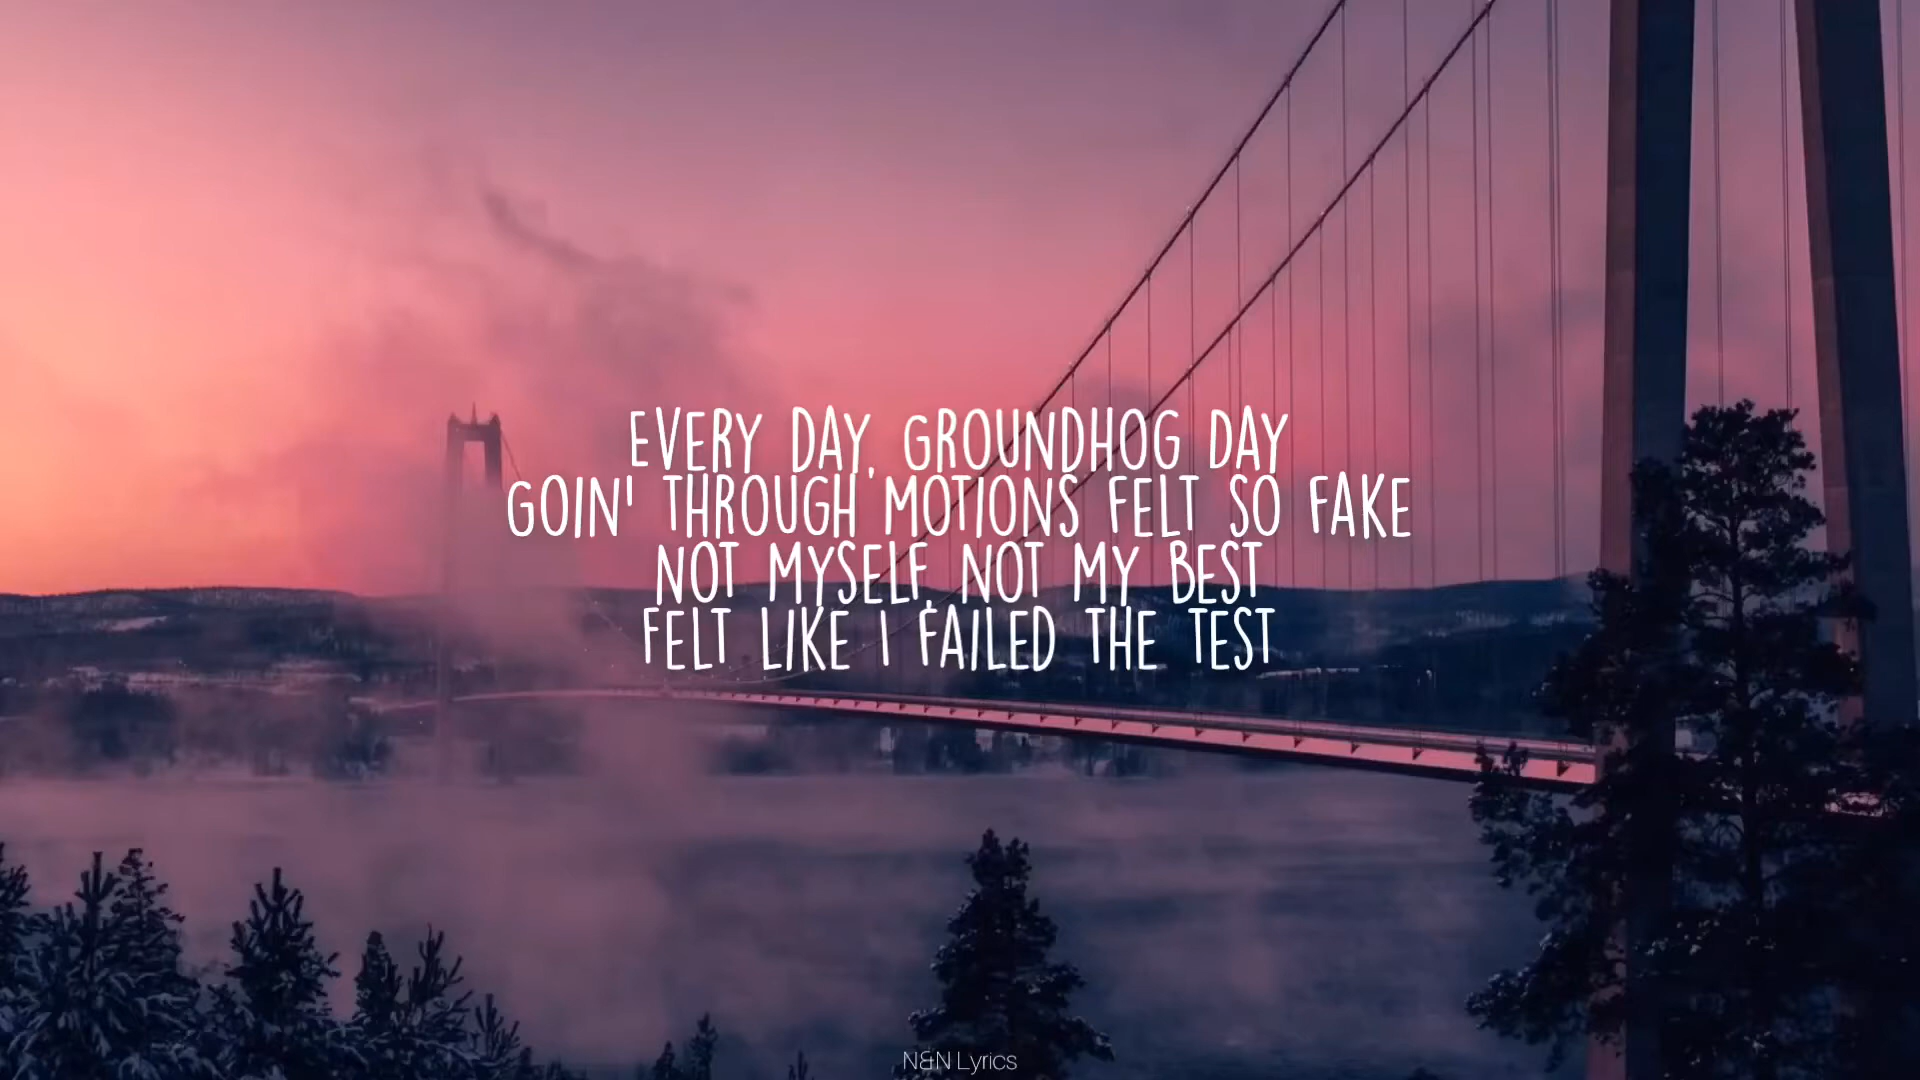 EVERY DAY, GROUNDHOG DAY
GOIN' THROUGH MOTIONS FELT SO FAKE
NOT MYSELF, NOT MY BEST
FELT LIKE I FAILED THE TEST
N&N Lyrics